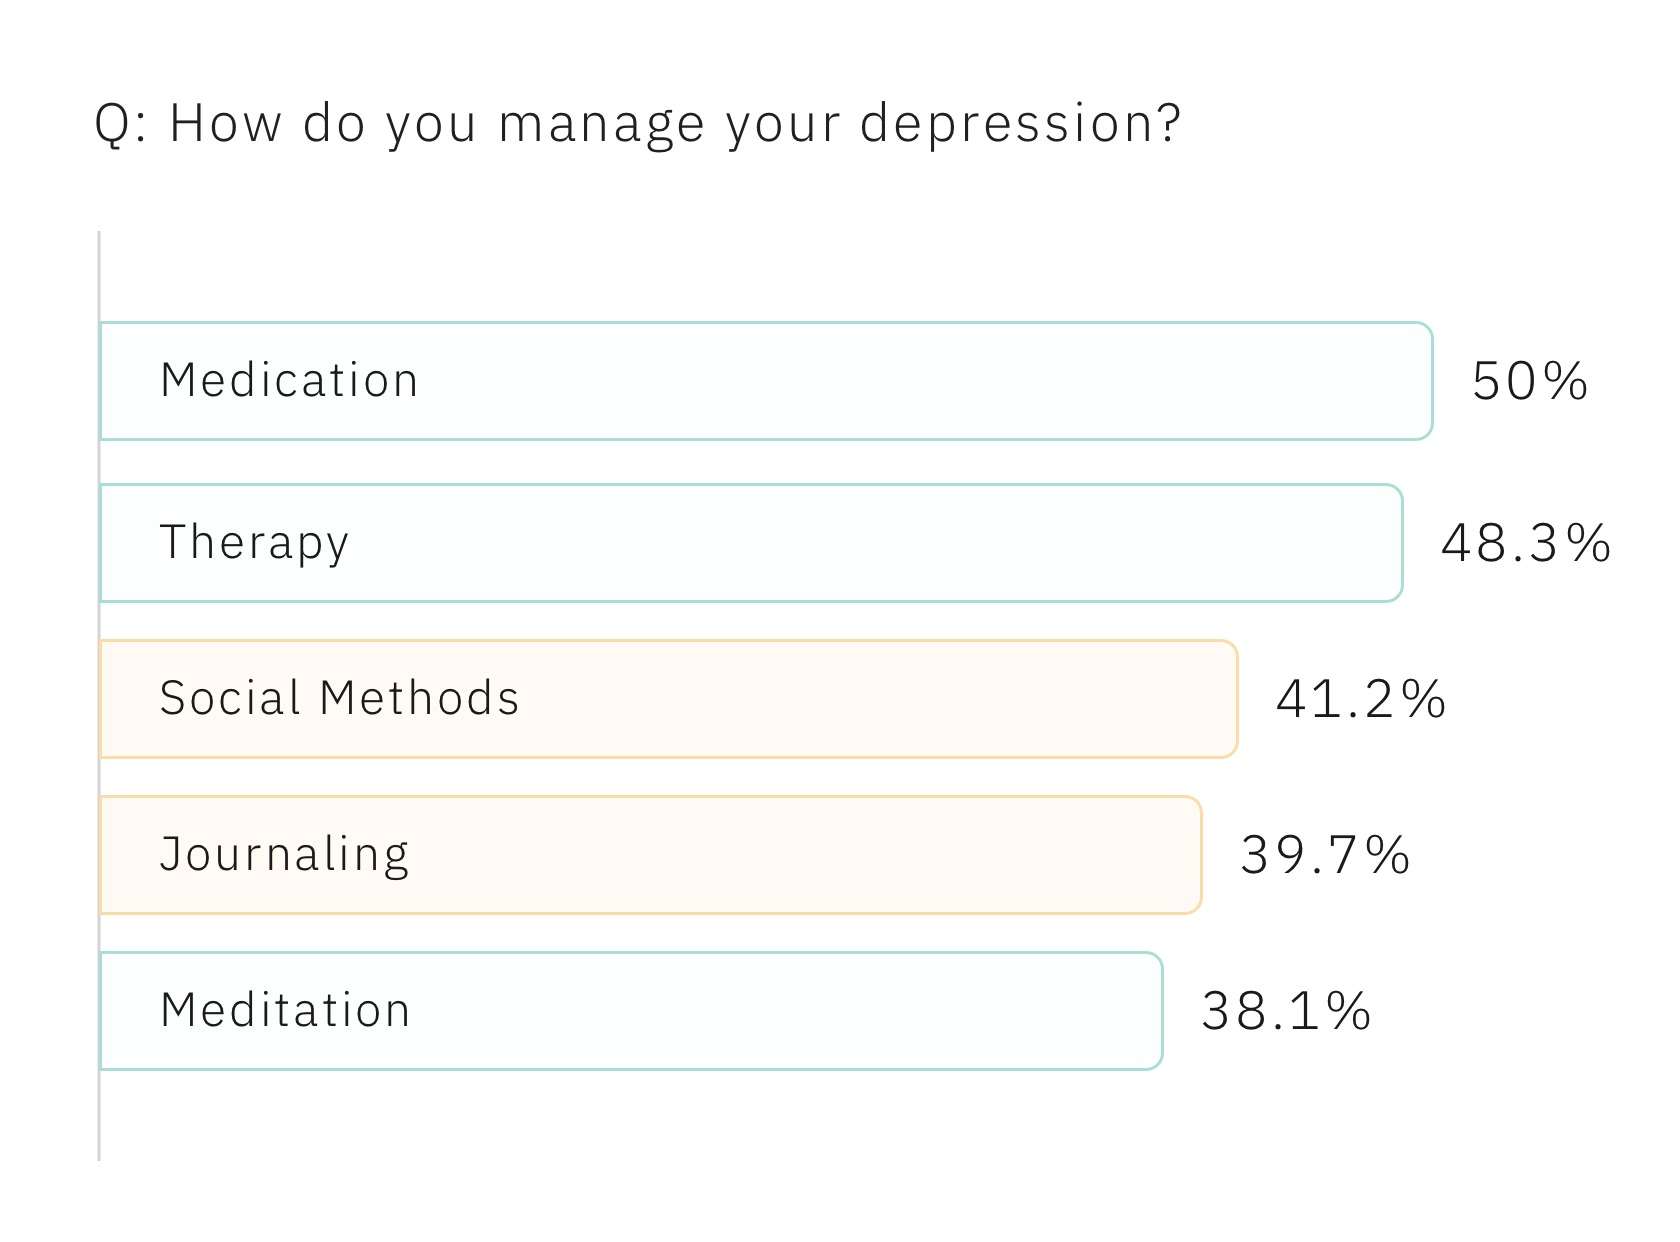 Q: How do you manage your depression?
Medication 50%
Therapy 48.3%
Social Methods 41.2%
Journaling 39.7%
Meditation 38.1%